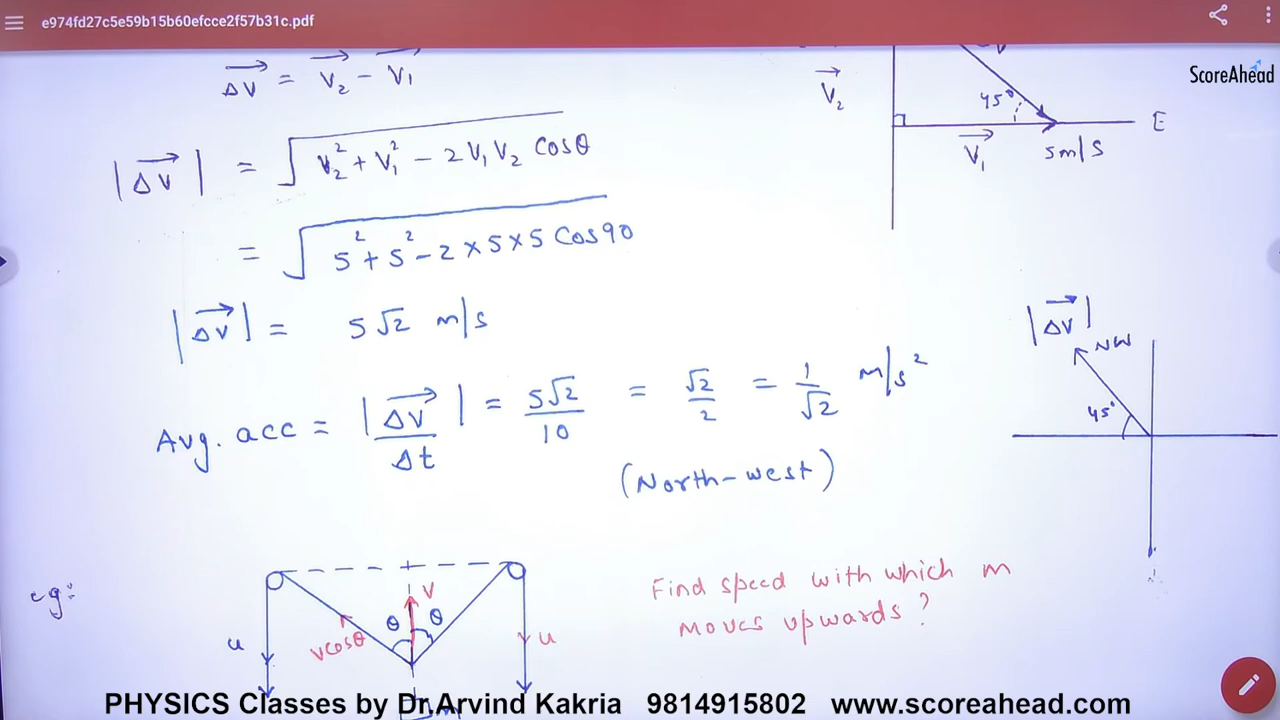 e974fd27c5e59b15b60efcce2f57b31c.pdf
ScoreAhead
ΔV = V₂ - V₁
V₂
45°
E
V₁
5m/s
|ΔV| = √V₂² + V₁² - 2V₁V₂ Cosθ
= √5² + 5² - 2×5×5 Cos90
|ΔV| = 5√2 m/s
|ΔV|
NW
45°
Avg. acc = |ΔV/Δt| = 5√2/10 = √2/2 = 1/√2 m/s²
(North-west)
eg:
Find speed with which m
moves upwards?
V
θ θ
u
Vcosθ
u
PHYSICS Classes by Dr.Arvind Kakria 9814915802 www.scoreahead.com